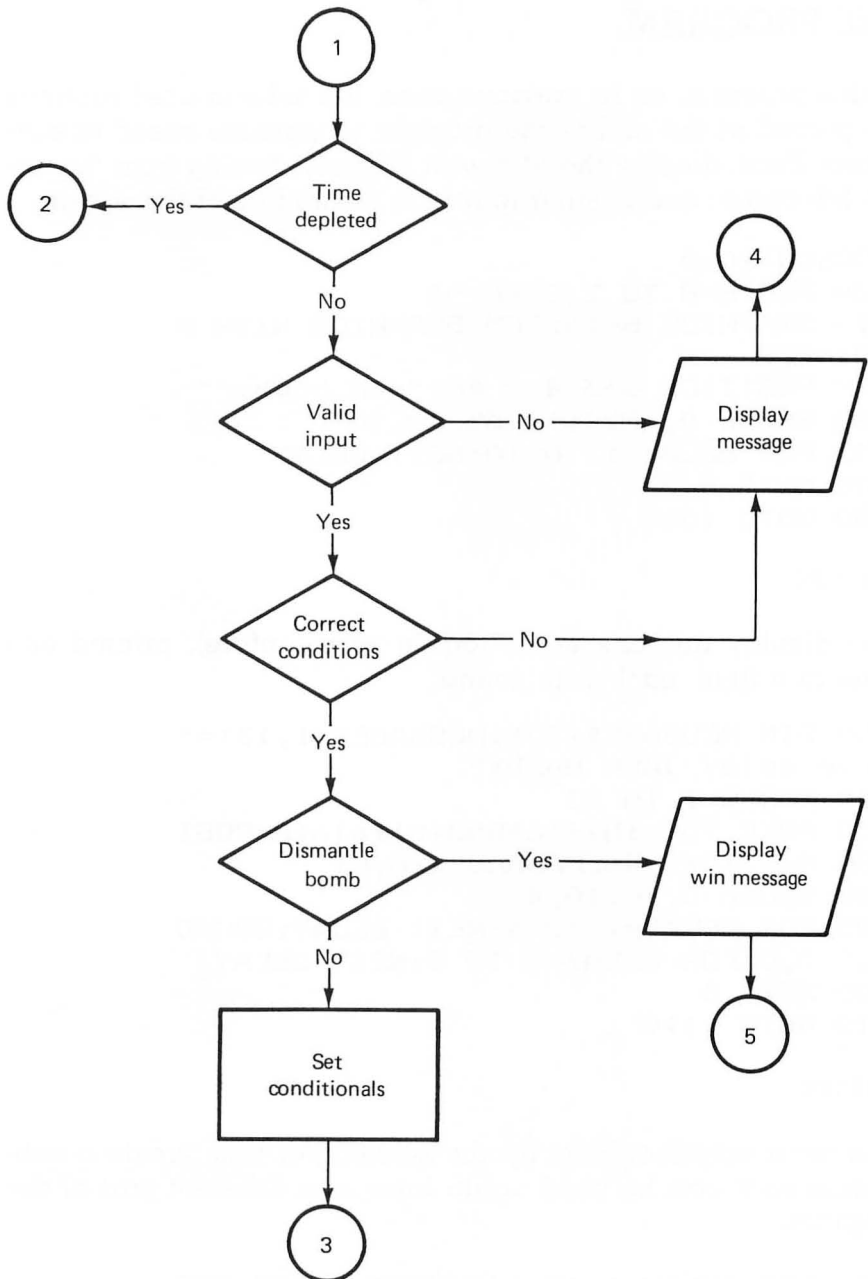 1
Time
depleted
Yes
2
No
4
Valid
input
No
Display
message
Yes
Correct
conditions
No
Yes
Dismantle
bomb
Yes
Display
win message
No
5
Set
conditionals
3